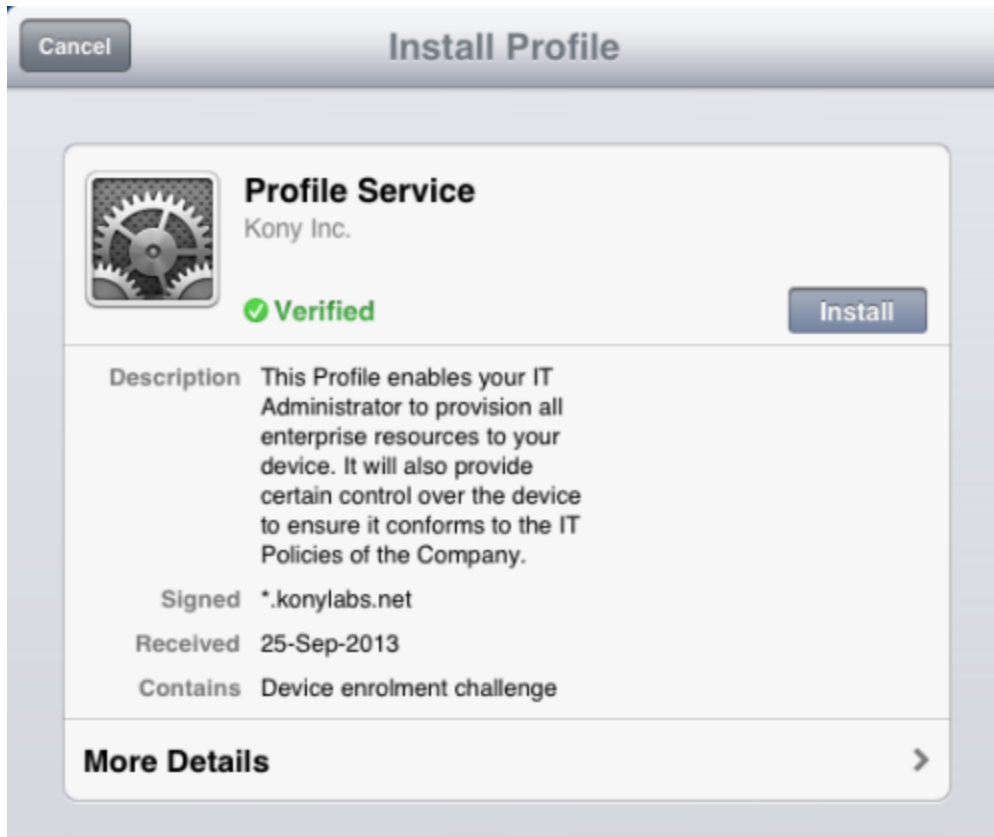 Cancel
Install Profile
Profile Service
Kony Inc.
Verified
Install
Description This Profile enables your IT
Administrator to provision all
enterprise resources to your
device. It will also provide
certain control over the device
to ensure it conforms to the IT
Policies of the Company.
Signed *.konylabs.net
Received 25-Sep-2013
Contains Device enrolment challenge
More Details